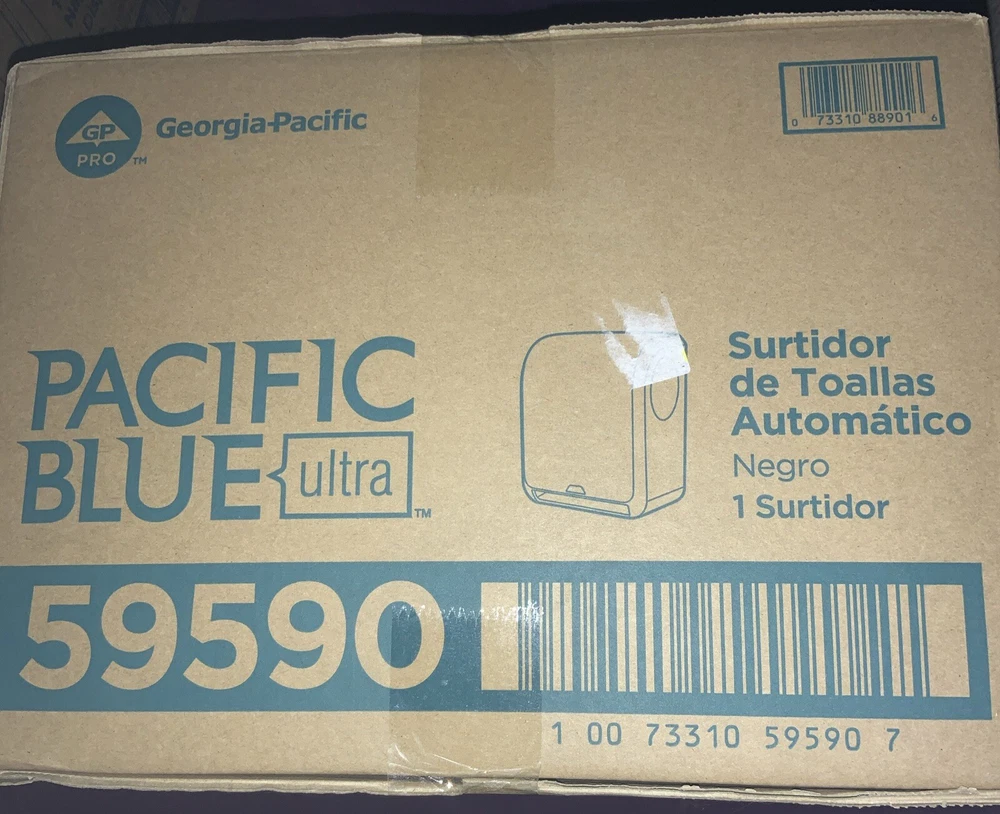 GP
PRO
TM
Georgia-Pacific
0 73310 88901 6
PACIFIC
BLUE ultra TM
Surtidor
de Toallas
Automático
Negro
1 Surtidor
59590
1 00 73310 59590 7